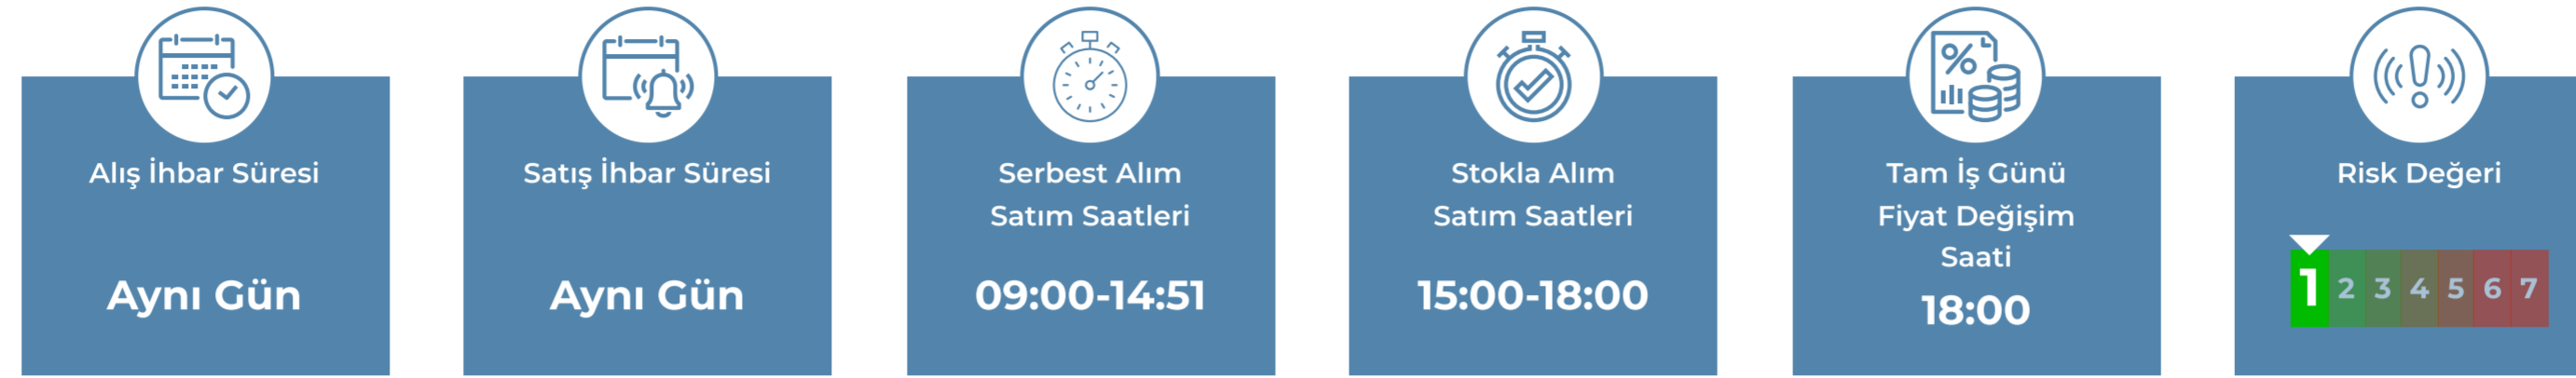 Alış İhbar Süresi
Aynı Gün
Satış İhbar Süresi
Aynı Gün
Serbest Alım
Satım Saatleri
09:00-14:51
Stokla Alım
Satım Saatleri
15:00-18:00
%
Tam İş Günü
Fiyat Değişim
Saati
18:00
Risk Değeri
1 2 3 4 5 6 7